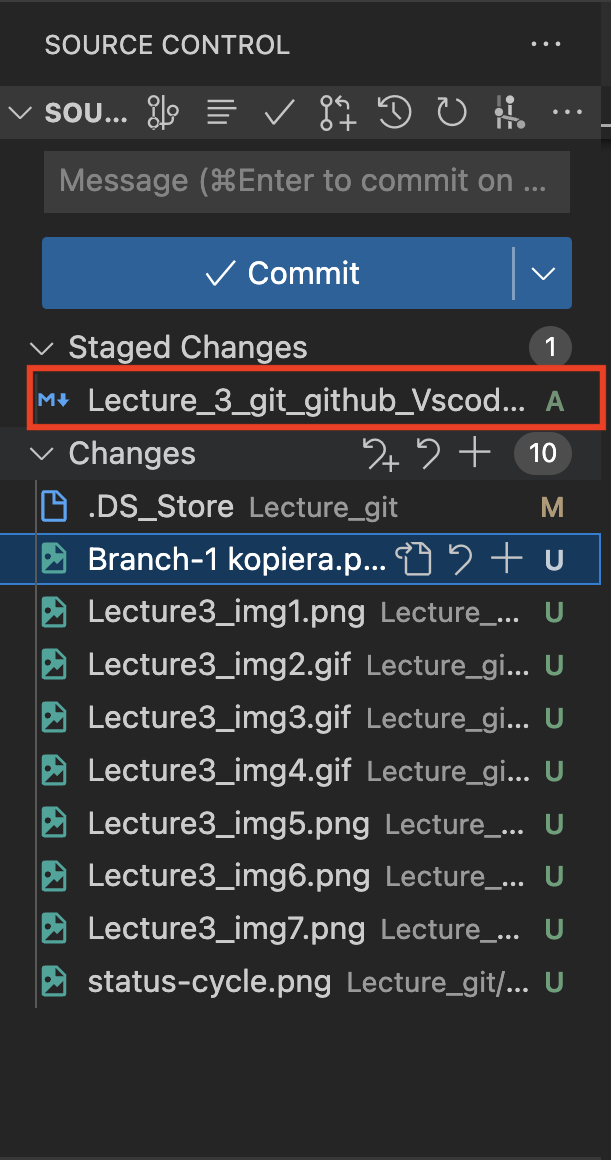 SOURCE CONTROL
SOU...
Message (⌘Enter to commit on ...
Commit
Staged Changes 1
M↓ Lecture_3_git_github_Vscod... A
Changes 10
.DS_Store Lecture_git M
Branch-1 kopiera.p... U
Lecture3_img1.png Lecture_... U
Lecture3_img2.gif Lecture_gi... U
Lecture3_img3.gif Lecture_gi... U
Lecture3_img4.gif Lecture_gi... U
Lecture3_img5.png Lecture_... U
Lecture3_img6.png Lecture_... U
Lecture3_img7.png Lecture_... U
status-cycle.png Lecture_git/... U